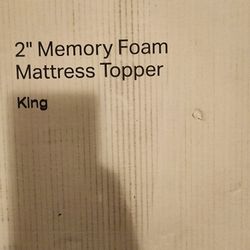 2" Memory Foam
Mattress Topper
King